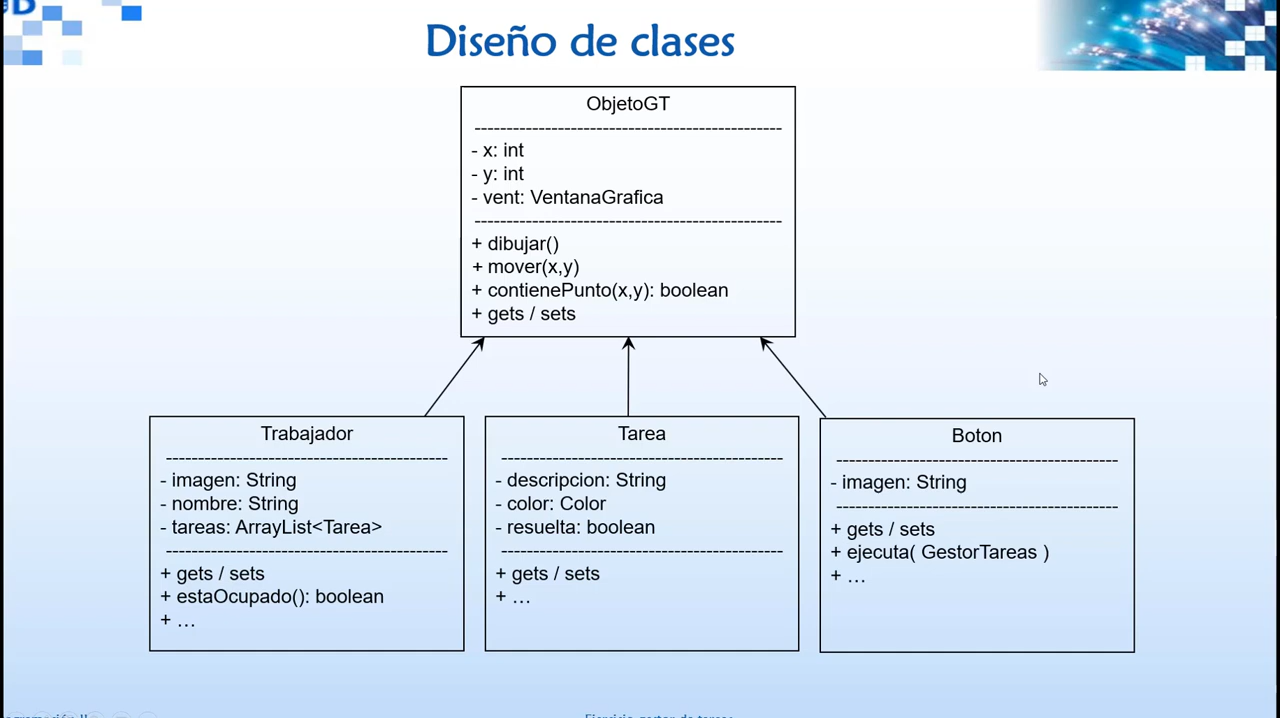 Diseño de clases
ObjetoGT
------------------------------------------------
- x: int
- y: int
- vent: VentanaGrafica
------------------------------------------------
+ dibujar()
+ mover(x,y)
+ contienePunto(x,y): boolean
+ gets / sets
Trabajador
--------------------------------------------
- imagen: String
- nombre: String
- tareas: ArrayList<Tarea>
--------------------------------------------
+ gets / sets
+ estaOcupado(): boolean
+ …
Tarea
--------------------------------------------
- descripcion: String
- color: Color
- resuelta: boolean
--------------------------------------------
+ gets / sets
+ …
Boton
--------------------------------------------
- imagen: String
--------------------------------------------
+ gets / sets
+ ejecuta( GestorTareas )
+ …